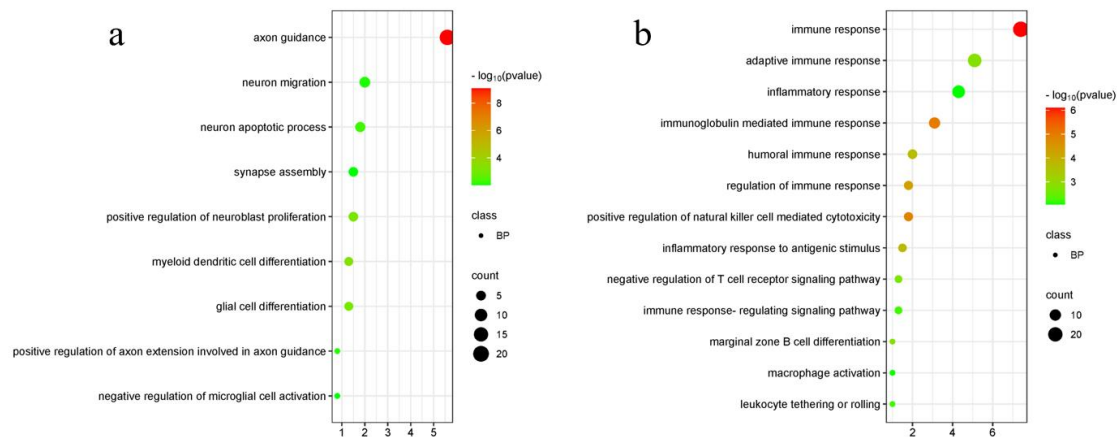 a
axon guidance
neuron migration
neuron apoptotic process
synapse assembly
positive regulation of neuroblast proliferation
myeloid dendritic cell differentiation
glial cell differentiation
positive regulation of axon extension involved in axon guidance
negative regulation of microglial cell activation
1 2 3 4 5
- log10(pvalue)
8
6
4
class
BP
count
5
10
15
20
b
immune response
adaptive immune response
inflammatory response
immunoglobulin mediated immune response
humoral immune response
regulation of immune response
positive regulation of natural killer cell mediated cytotoxicity
inflammatory response to antigenic stimulus
negative regulation of T cell receptor signaling pathway
immune response- regulating signaling pathway
marginal zone B cell differentiation
macrophage activation
leukocyte tethering or rolling
2 4 6
- log10(pvalue)
6
5
4
3
class
BP
count
10
20